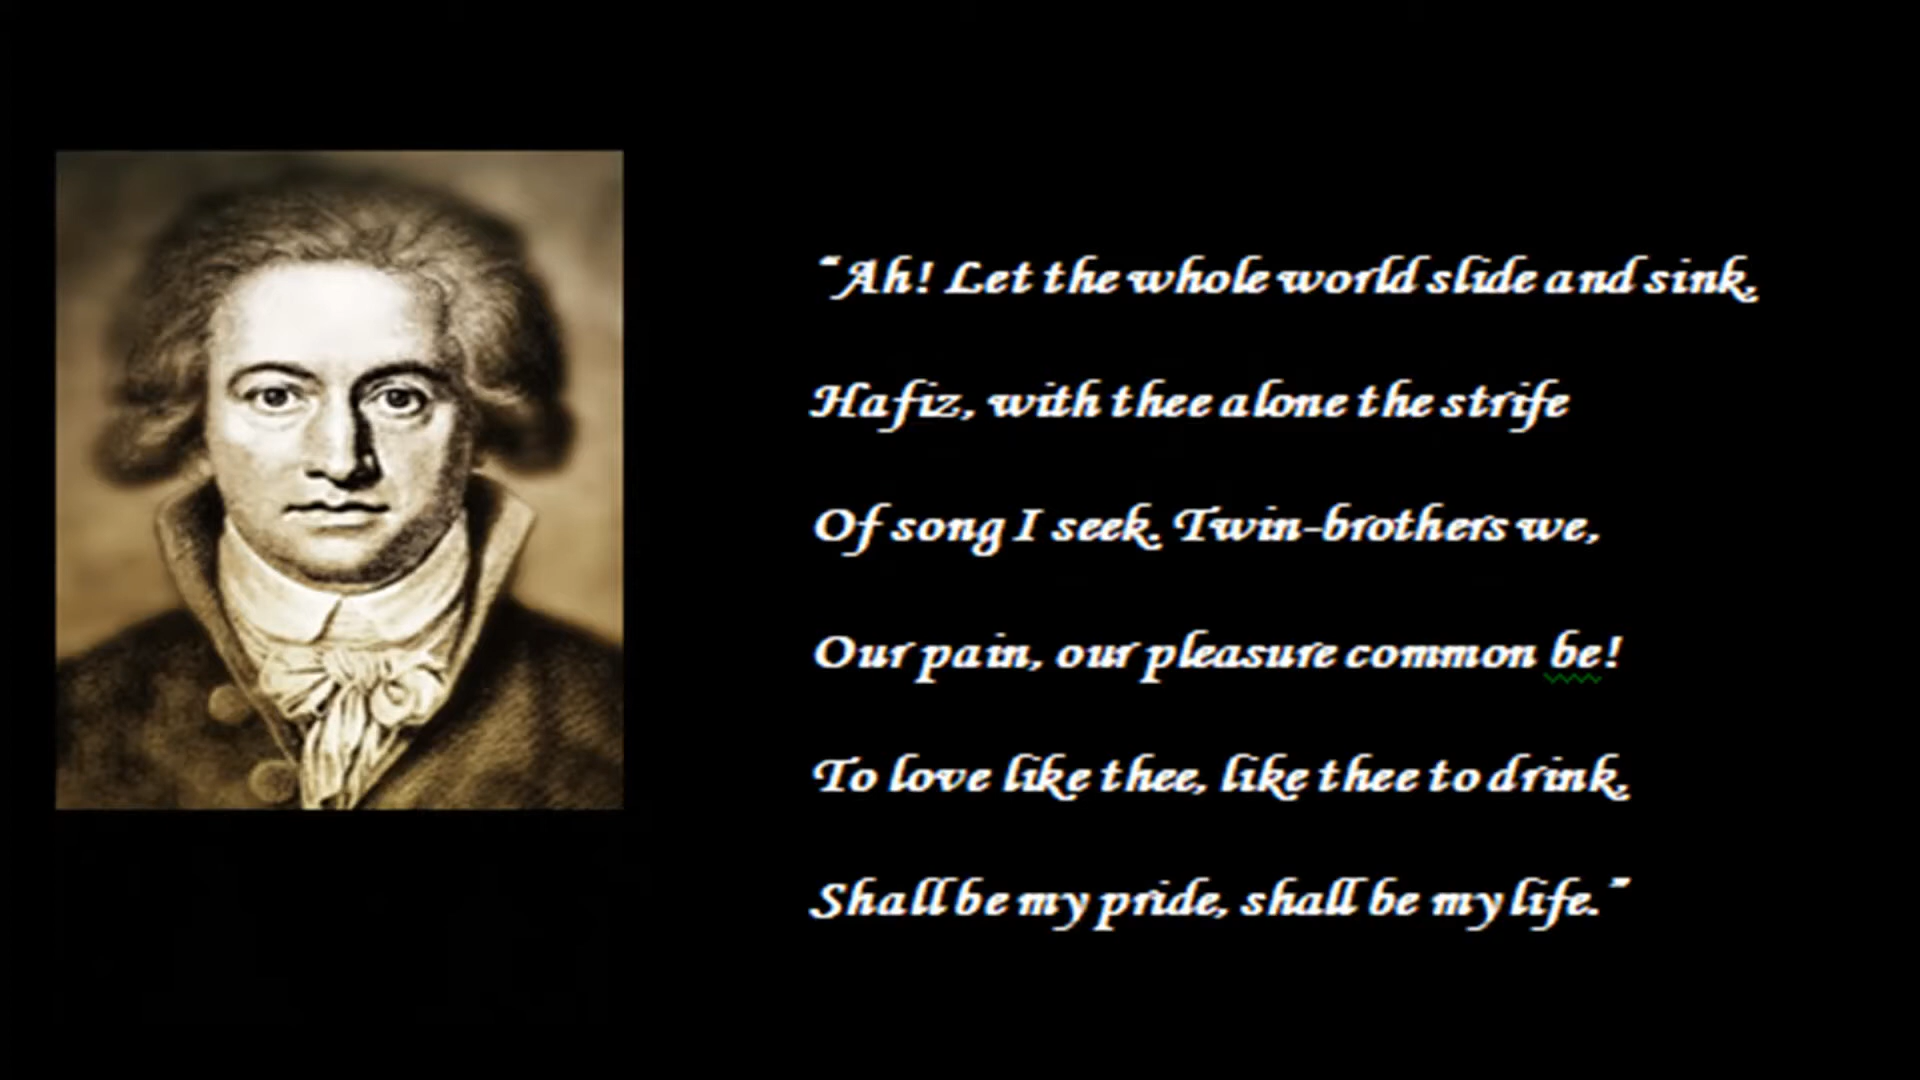 “Ah! Let the whole world slide and sink,
Hafiz, with thee alone the strife
Of song I seek. Twin-brothers we,
Our pain, our pleasure common be!
To love like thee, like thee to drink,
Shall be my pride, shall be my life.”